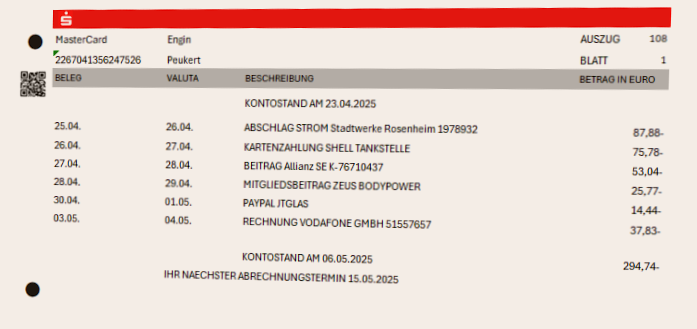 MasterCard Engin AUSZUG 108
2267041356247526 Peukert BLATT 1
BELEG VALUTA BESCHREIBUNG BETRAG IN EURO
KONTOSTAND AM 23.04.2025
25.04. 26.04. ABSCHLAG STROM Stadtwerke Rosenheim 1978932 87,88-
26.04. 27.04. KARTENZAHLUNG SHELL TANKSTELLE 75,78-
27.04. 28.04. BEITRAG Allianz SE K-76710437 53,04-
28.04. 29.04. MITGLIEDSBEITRAG ZEUS BODYPOWER 25,77-
30.04. 01.05. PAYPAL JTGLAS 14,44-
03.05. 04.05. RECHNUNG VODAFONE GMBH 51557657 37,83-
KONTOSTAND AM 06.05.2025 294,74-
IHR NAECHSTER ABRECHNUNGSTERMIN 15.05.2025